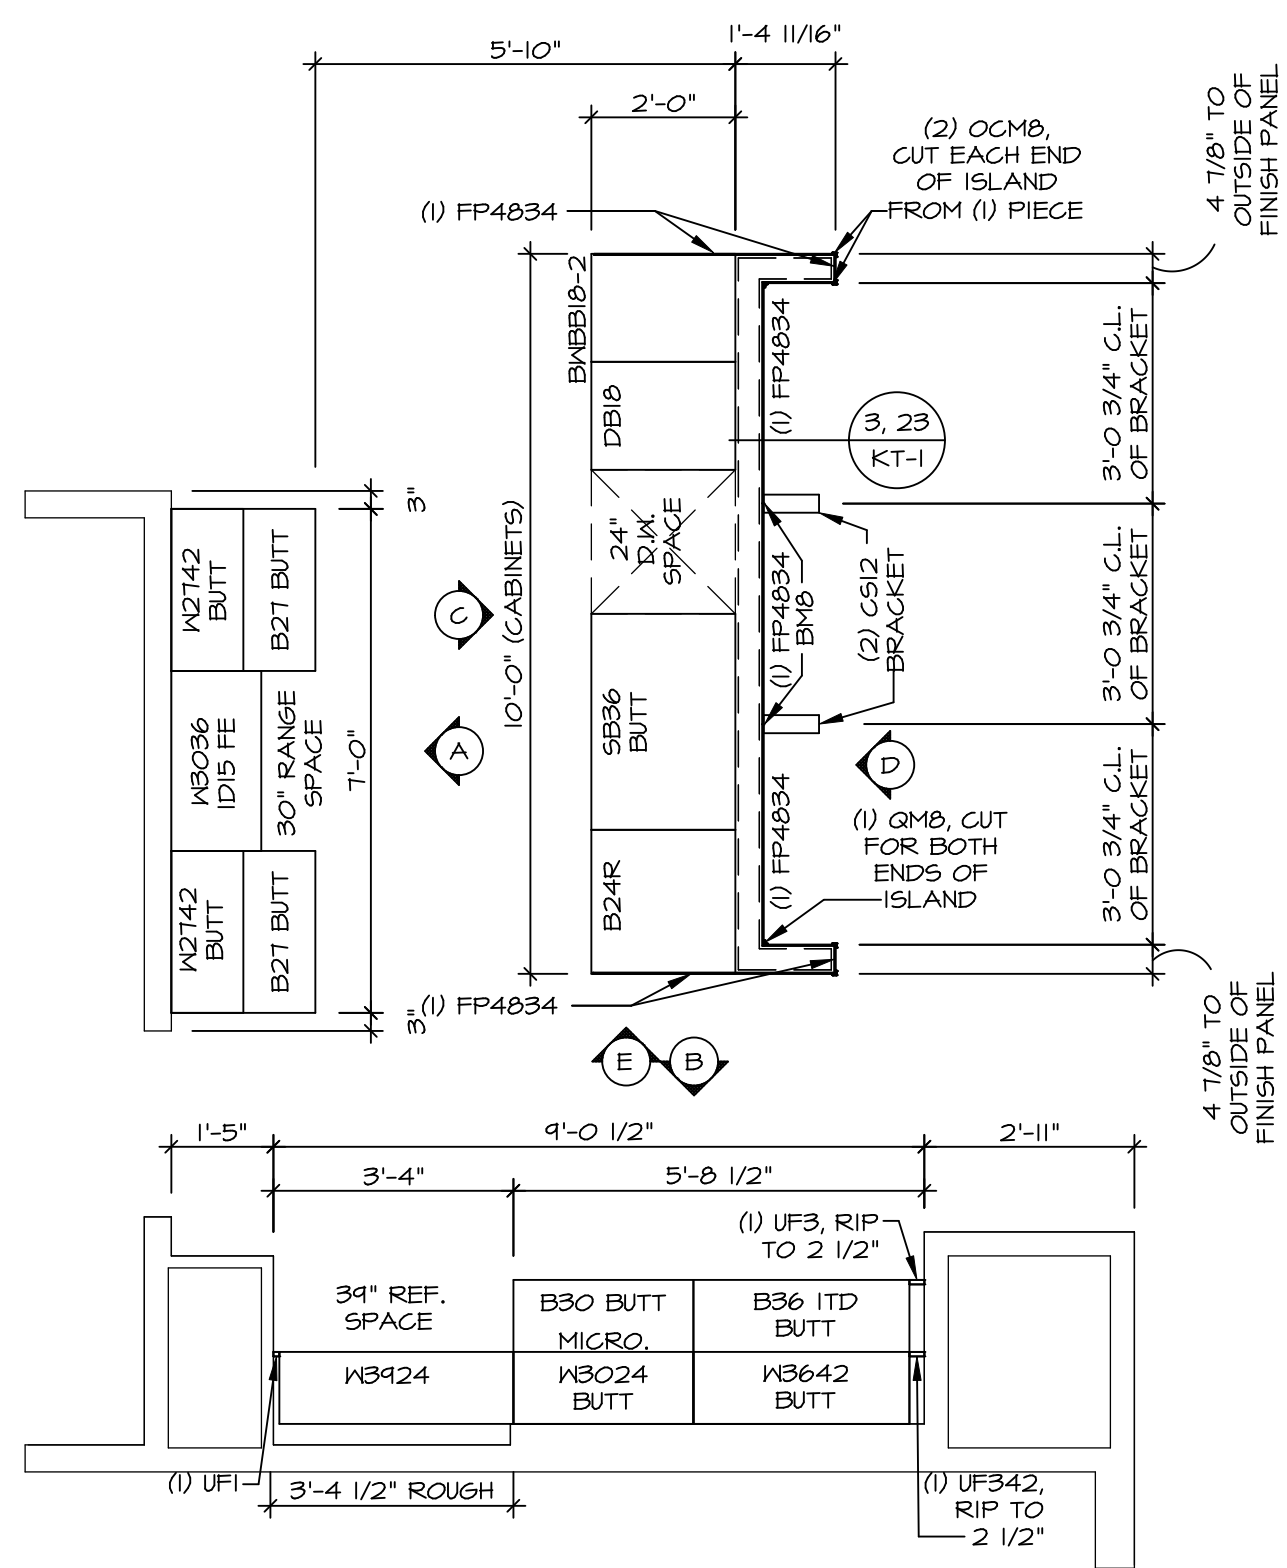 1'-4 11/16"
5'-10"
2'-0"
(2) OCM8,
CUT EACH END
OF ISLAND
FROM (1) PIECE
4 7/8" TO
OUTSIDE OF
FINISH PANEL
(1) FP4834
BWBB18-2
DB18
24"
D.W.
SPACE
SB36
BUTT
B24R
10'-0" (CABINETS)
(1) FP4834
(1) FP4834
(1) FP4834
BM8
3, 23
KT-1
(2) CS12
BRACKET
3'-0 3/4" C.L.
OF BRACKET
3'-0 3/4" C.L.
OF BRACKET
3'-0 3/4" C.L.
OF BRACKET
3"
W2742
BUTT
B27 BUTT
W3036
1D15 FE
30" RANGE
SPACE
7'-0"
W2742
BUTT
B27 BUTT
3"
C
A
D
(1) QM8, CUT
FOR BOTH
ENDS OF
ISLAND
(1) FP4834
E
B
4 7/8" TO
OUTSIDE OF
FINISH PANEL
1'-5"
9'-0 1/2"
2'-11"
3'-4"
5'-8 1/2"
(1) UF3, RIP
TO 2 1/2"
39" REF.
SPACE
B30 BUTT
MICRO.
B36 1TD
BUTT
W3924
W3024
BUTT
W3642
BUTT
(1) UF1
3'-4 1/2" ROUGH
(1) UF342,
RIP TO
2 1/2"